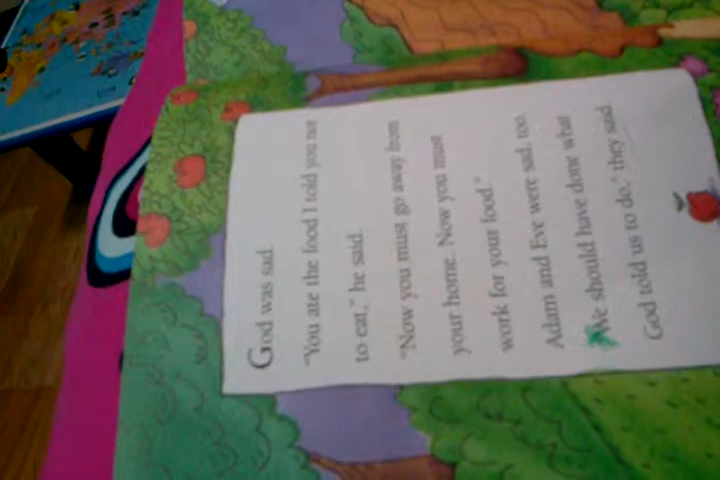 God was sad.
"You ate the food I told you not
to eat," he said.
"Now you must go away from
your home. Now you must
work for your food."
Adam and Eve were sad, too.
"We should have done what
God told us to do," they said